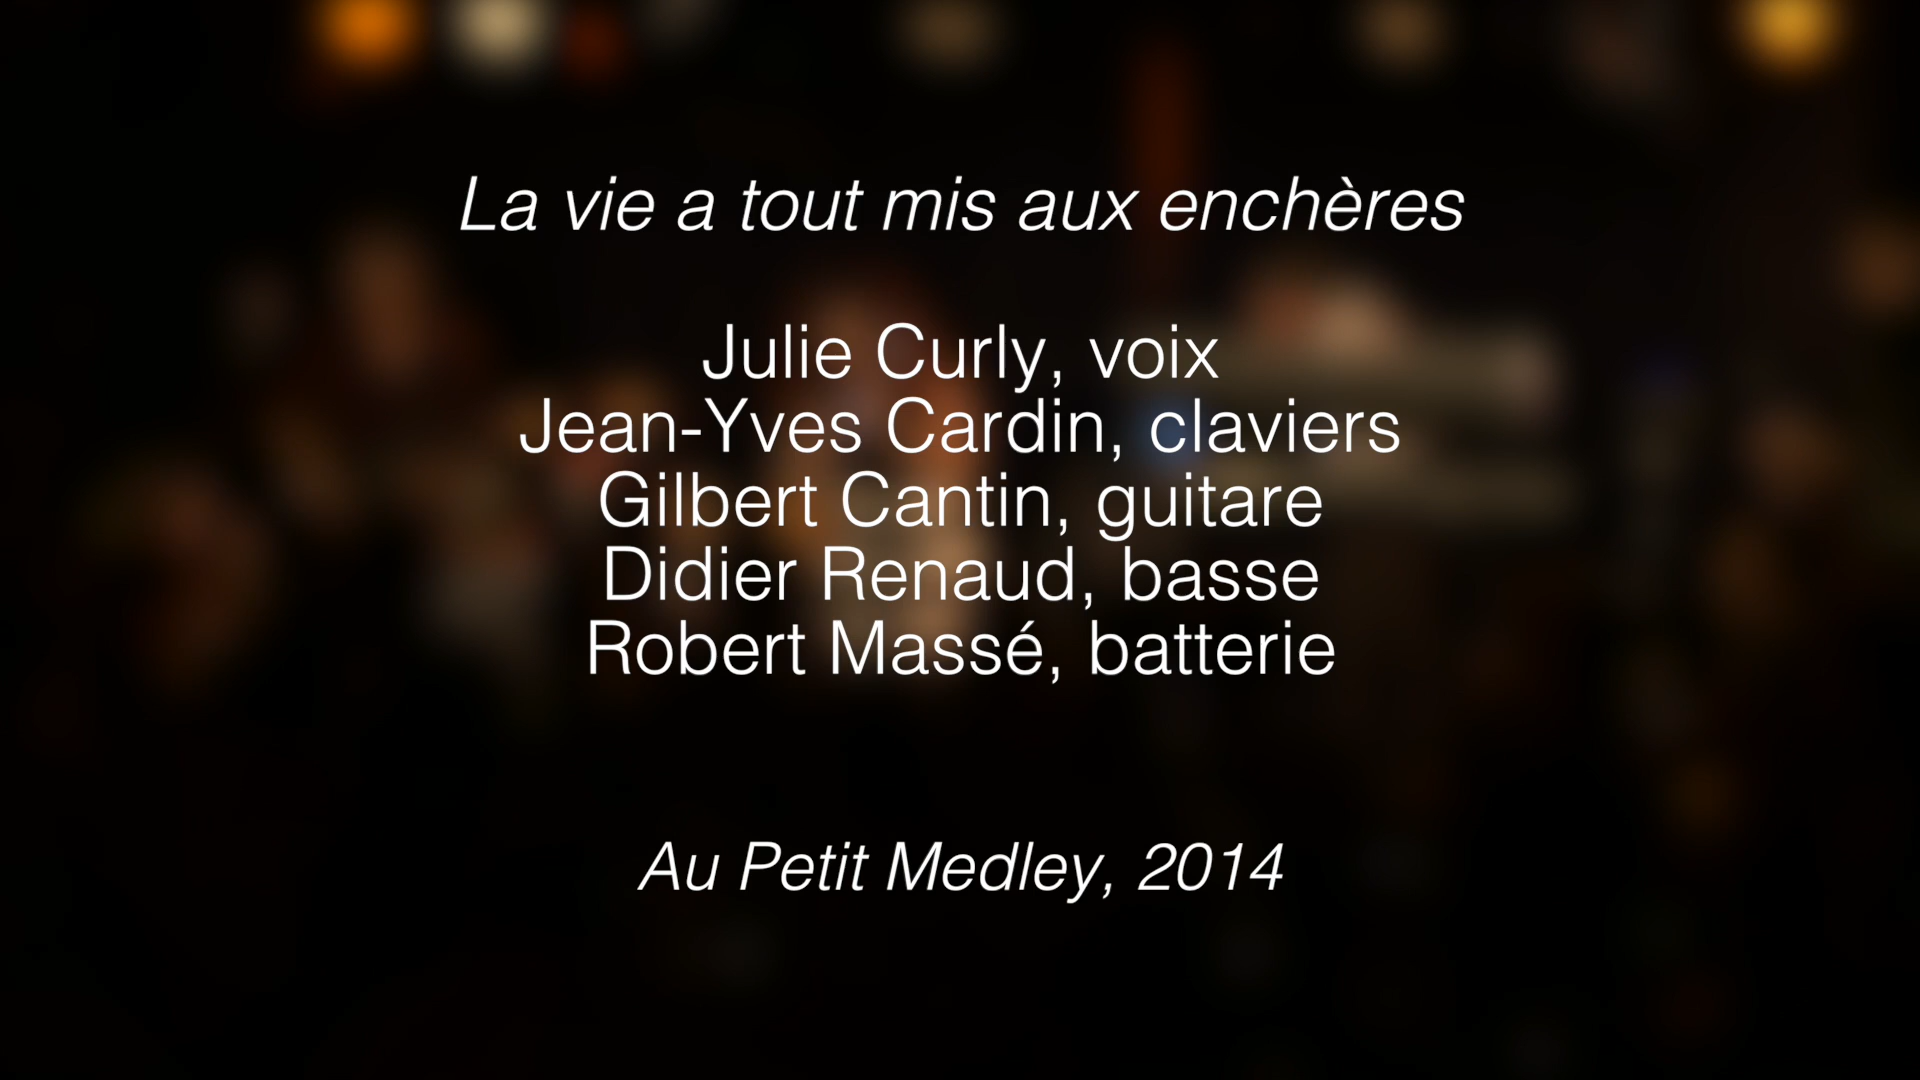 La vie a tout mis aux enchères
Julie Curly, voix
Jean-Yves Cardin, claviers
Gilbert Cantin, guitare
Didier Renaud, basse
Robert Massé, batterie
Au Petit Medley, 2014